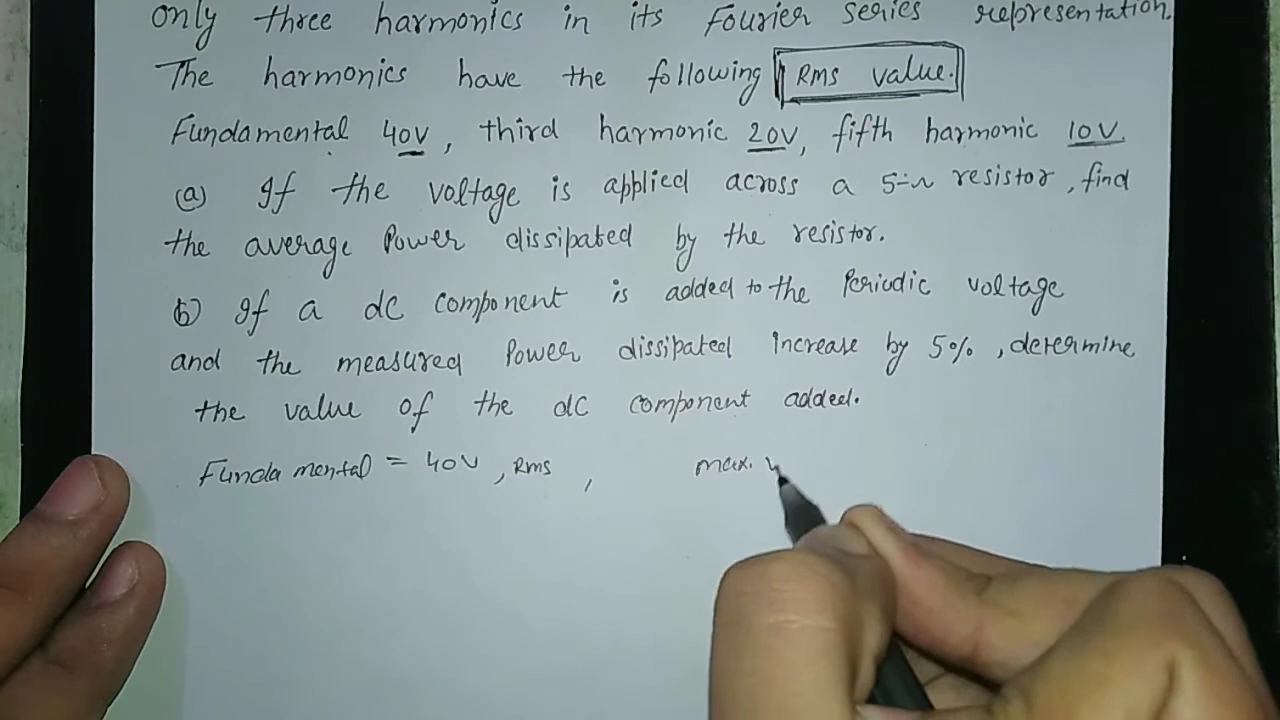 only three harmonics in its Fourier series representation.
The harmonics have the following Rms value.
Fundamental 40V, third harmonic 20V, fifth harmonic 10V.
(a) If the voltage is applied across a 5-Ω resistor, find
the average Power dissipated by the resistor.
(b) If a dc component is added to the Periodic voltage
and the measured Power dissipated increase by 5%, determine
the value of the dc component added.
Fundamental = 40V, Rms, max.